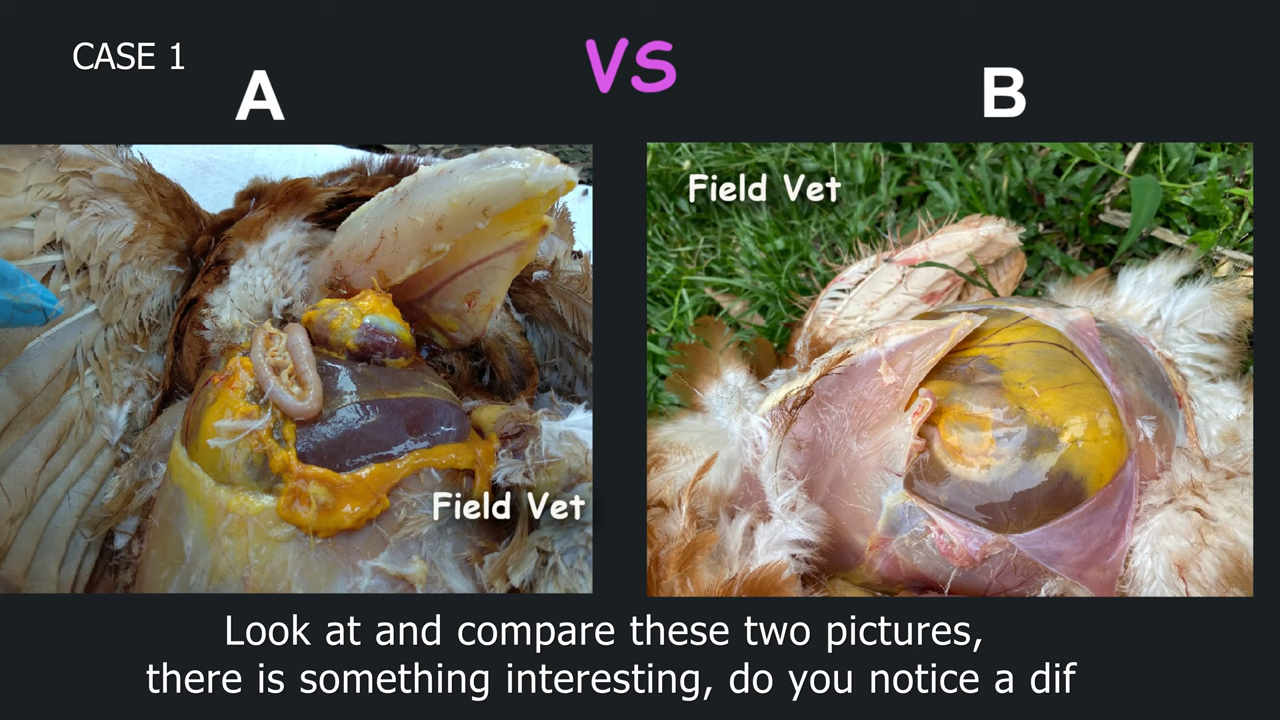 CASE 1
VS
A
B
Field Vet
Field Vet
Look at and compare these two pictures,
there is something interesting, do you notice a dif